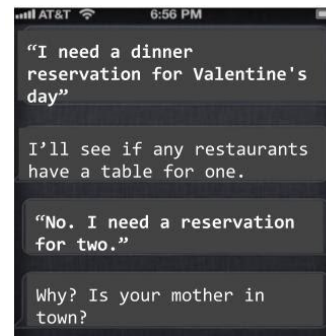 AT&T 6:56 PM
“I need a dinner
reservation for Valentine's
day”
I’ll see if any restaurants
have a table for one.
“No. I need a reservation
for two.”
Why? Is your mother in
town?